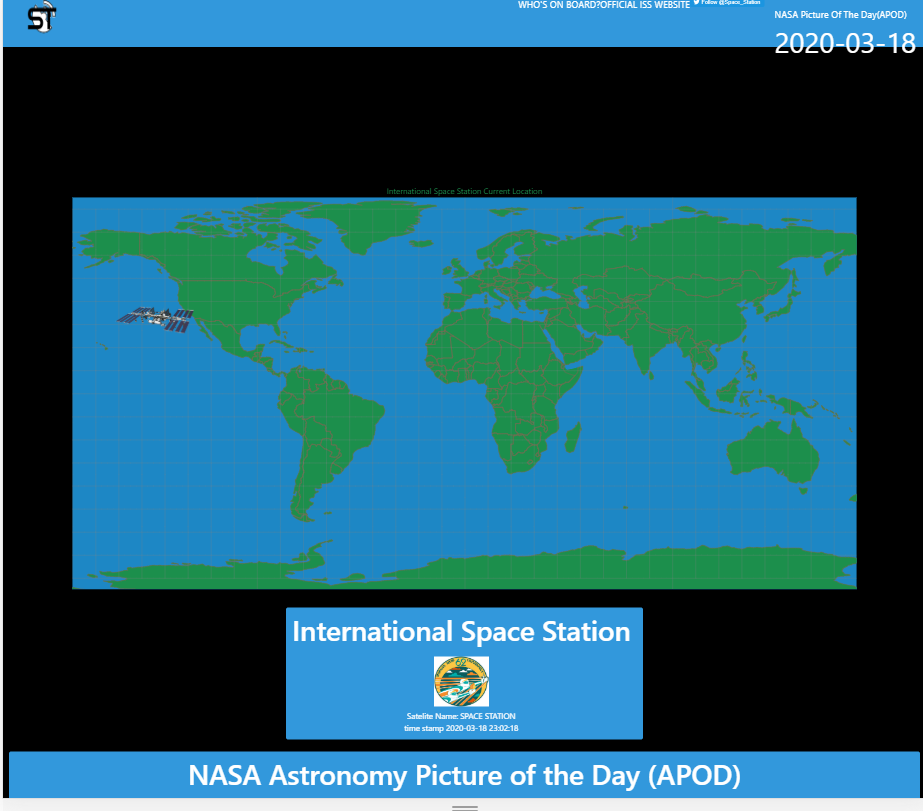 ST
WHO'S ON BOARD?OFFICIAL ISS WEBSITE Follow @Space_Station
NASA Picture Of The Day(APOD)
2020-03-18
International Space Station Current Location
International Space Station
62
Satelite Name: SPACE STATION
time stamp 2020-03-18 23:02:18
NASA Astronomy Picture of the Day (APOD)